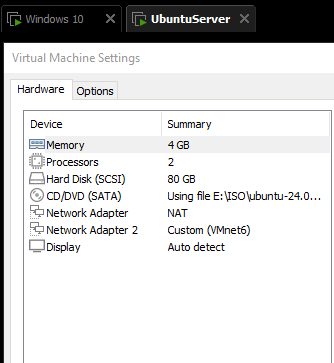 Windows 10 UbuntuServer
Virtual Machine Settings
Hardware Options
Device Summary
Memory 4 GB
Processors 2
Hard Disk (SCSI) 80 GB
CD/DVD (SATA) Using file E:\ISO\ubuntu-24.0...
Network Adapter NAT
Network Adapter 2 Custom (VMnet6)
Display Auto detect